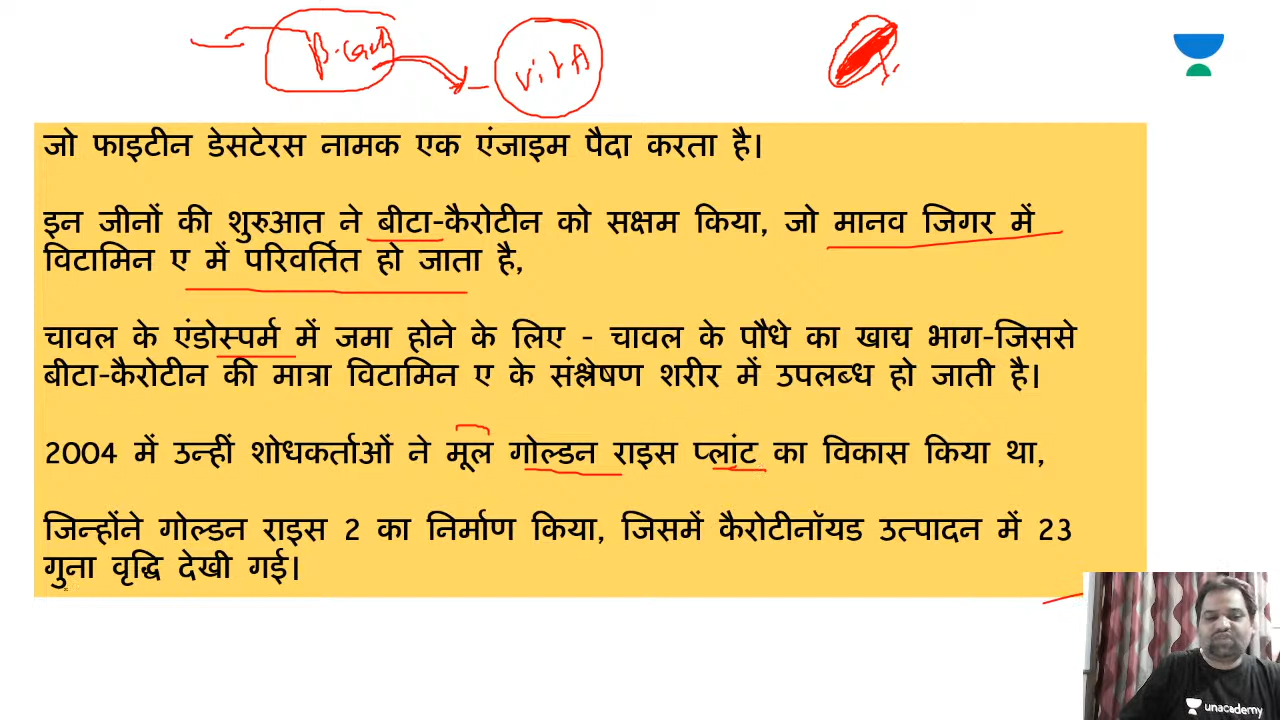 β-Caro
Vit A
जो फाइटीन डेसटेरस नामक एक एंजाइम पैदा करता है।
इन जीनों की शुरुआत ने बीटा-कैरोटीन को सक्षम किया, जो मानव जिगर में
विटामिन ए में परिवर्तित हो जाता है,
चावल के एंडोस्पर्म में जमा होने के लिए - चावल के पौधे का खाद्य भाग-जिससे
बीटा-कैरोटीन की मात्रा विटामिन ए के संश्लेषण शरीर में उपलब्ध हो जाती है।
2004 में उन्हीं शोधकर्ताओं ने मूल गोल्डन राइस प्लांट का विकास किया था,
जिन्होंने गोल्डन राइस 2 का निर्माण किया, जिसमें कैरोटीनॉयड उत्पादन में 23
गुना वृद्धि देखी गई।
unacademy